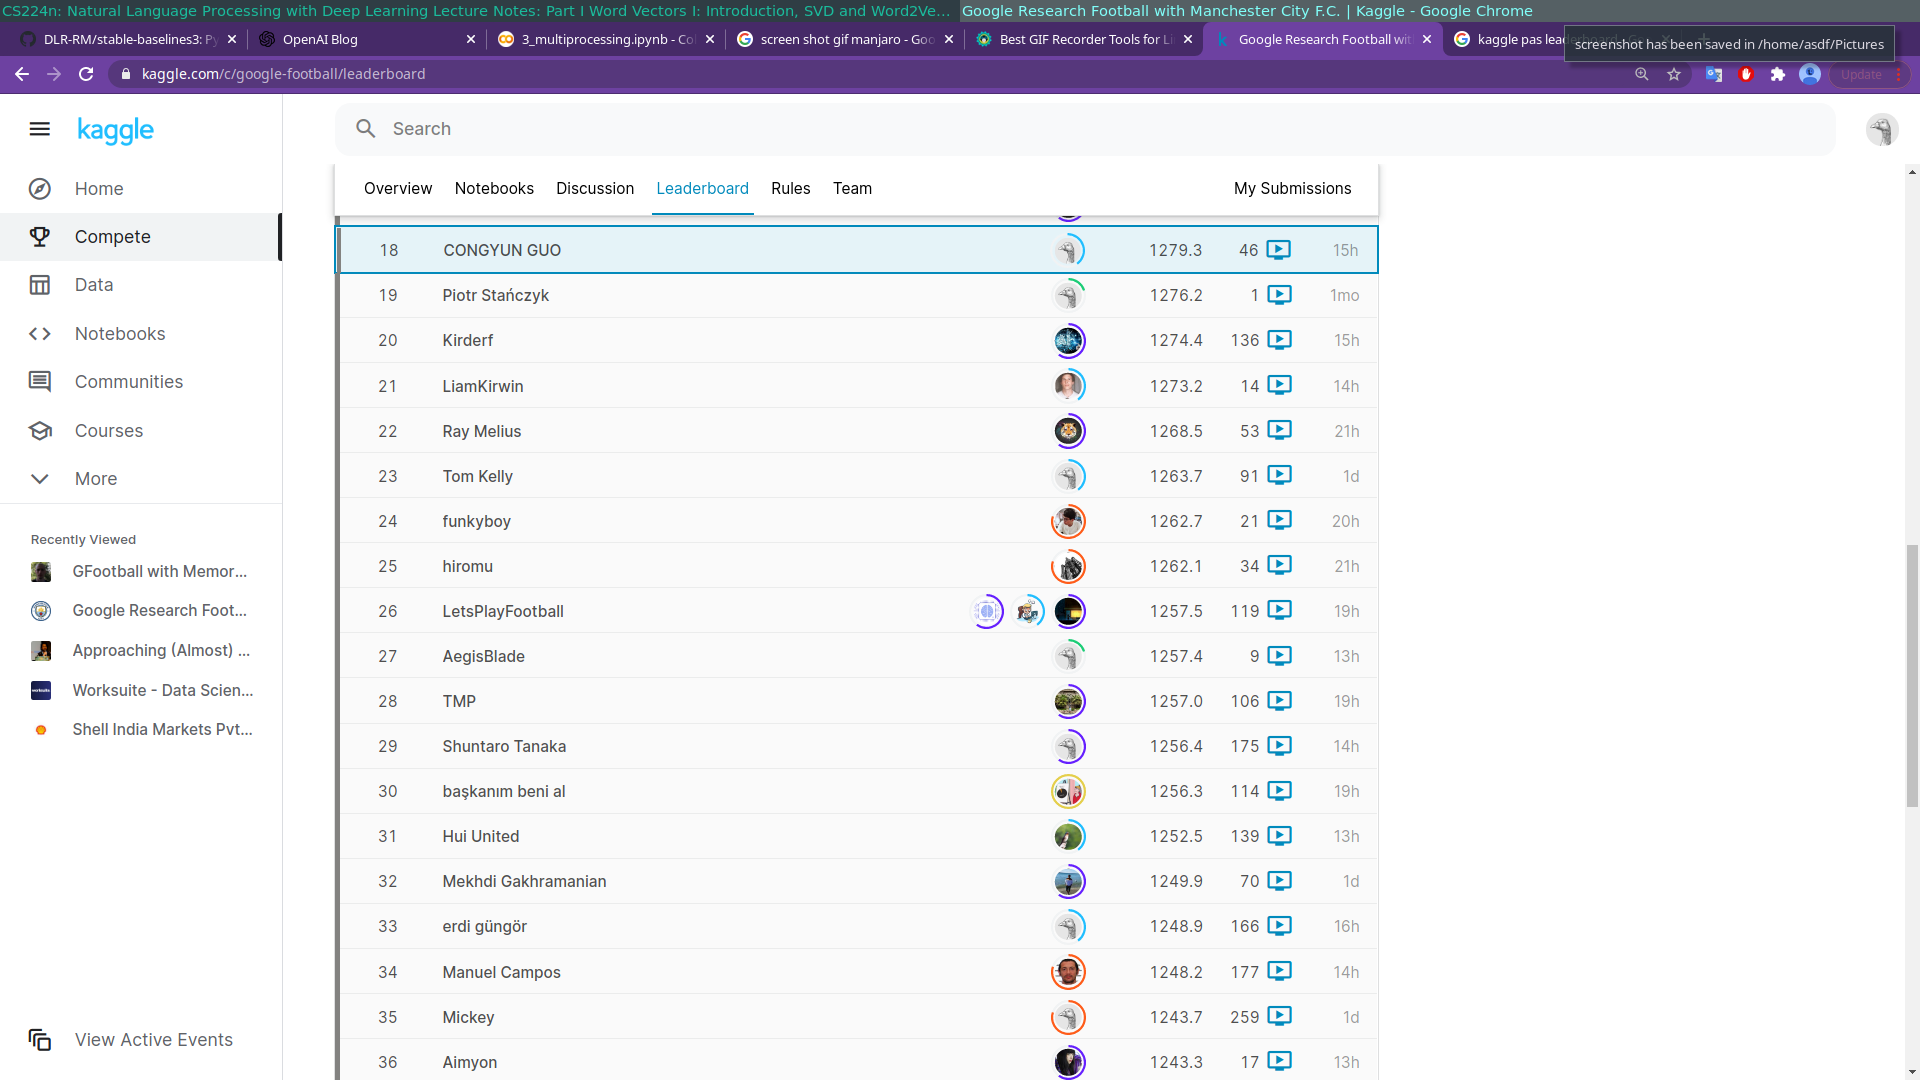 CS224n: Natural Language Processing with Deep Learning Lecture Notes: Part I Word Vectors I: Introduction, SVD and Word2Ve...
Google Research Football with Manchester City F.C. | Kaggle - Google Chrome
DLR-RM/stable-baselines3: Py
OpenAI Blog
3_multiprocessing.ipynb - Co
screen shot gif manjaro - Goo
Best GIF Recorder Tools for Li
Google Research Football wit
kaggle pas lea
screenshot has been saved in /home/asdf/Pictures
kaggle.com/c/google-football/leaderboard
Update
kaggle
Search
Home
Compete
Data
Notebooks
Communities
Courses
More
Recently Viewed
GFootball with Memor...
Google Research Foot...
Approaching (Almost) ...
Worksuite - Data Scien...
Shell India Markets Pvt...
View Active Events
Overview Notebooks Discussion Leaderboard Rules Team My Submissions
18 CONGYUN GUO 1279.3 46 15h
19 Piotr Stańczyk 1276.2 1 1mo
20 Kirderf 1274.4 136 15h
21 LiamKirwin 1273.2 14 14h
22 Ray Melius 1268.5 53 21h
23 Tom Kelly 1263.7 91 1d
24 funkyboy 1262.7 21 20h
25 hiromu 1262.1 34 21h
26 LetsPlayFootball 1257.5 119 19h
27 AegisBlade 1257.4 9 13h
28 TMP 1257.0 106 19h
29 Shuntaro Tanaka 1256.4 175 14h
30 başkanım beni al 1256.3 114 19h
31 Hui United 1252.5 139 13h
32 Mekhdi Gakhramanian 1249.9 70 1d
33 erdi güngör 1248.9 166 16h
34 Manuel Campos 1248.2 177 14h
35 Mickey 1243.7 259 1d
36 Aimyon 1243.3 17 13h